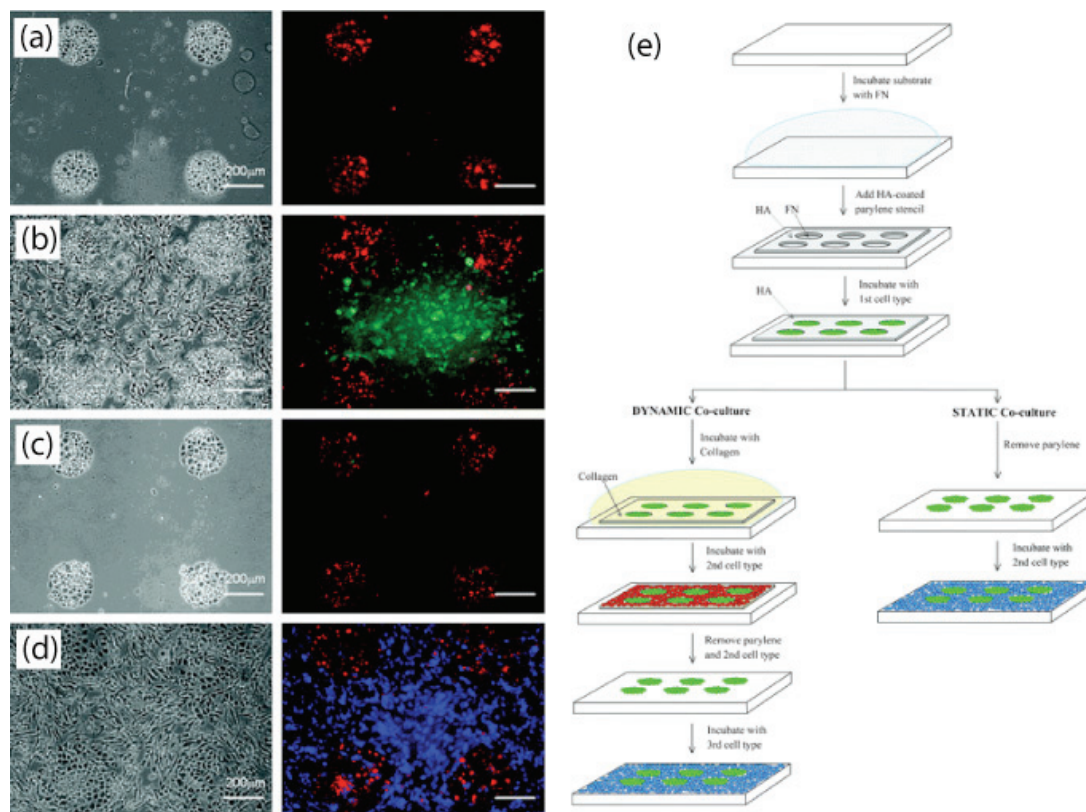 (a)
200μm
(b)
(c)
200μm
200μm
(d)
200μm
(e)
Incubate substrate
with FN
Add HA-coated
parylene stencil
HA
FN
Incubate with
1st cell type
HA
DYNAMIC Co-culture
STATIC Co-culture
Incubate with
Collagen
Remove parylene
Collagen
Incubate with
2nd cell type
Incubate with
2nd cell type
Remove parylene
and 2nd cell type
Incubate with
3rd cell type